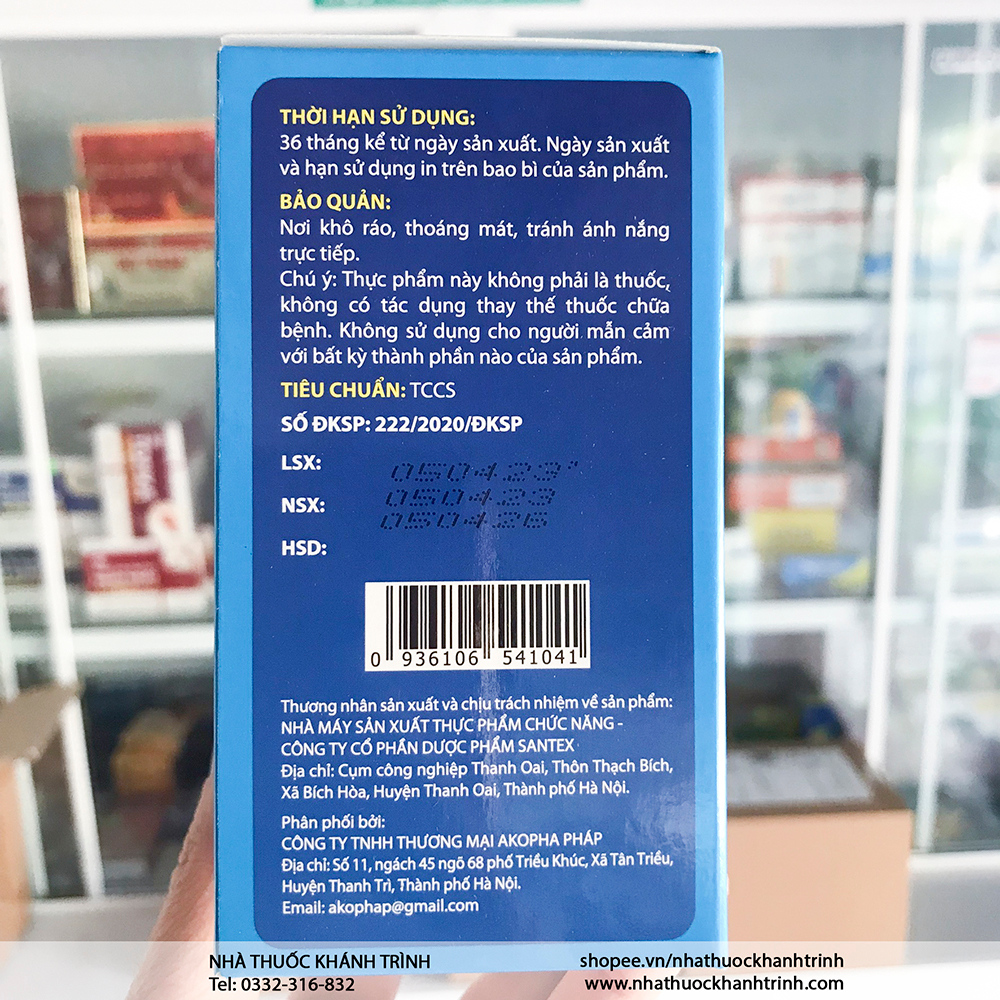 THỜI HẠN SỬ DỤNG:
36 tháng kể từ ngày sản xuất. Ngày sản xuất
và hạn sử dụng in trên bao bì của sản phẩm.
BẢO QUẢN:
Nơi khô ráo, thoáng mát, tránh ánh nắng
trực tiếp.
Chú ý: Thực phẩm này không phải là thuốc,
không có tác dụng thay thế thuốc chữa
bệnh. Không sử dụng cho người mẫn cảm
với bất kỳ thành phần nào của sản phẩm.
TIÊU CHUẨN: TCCS
SỐ ĐKSP: 222/2020/ĐKSP
LSX: 050423
NSX: 050423
HSD: 050426
0 936106 541041
Thương nhân sản xuất và chịu trách nhiệm về sản phẩm:
NHÀ MÁY SẢN XUẤT THỰC PHẨM CHỨC NĂNG -
CÔNG TY CỔ PHẦN DƯỢC PHẨM SANTEX
Địa chỉ: Cụm công nghiệp Thanh Oai, Thôn Thạch Bích,
Xã Bích Hòa, Huyện Thanh Oai, Thành phố Hà Nội.
Phân phối bởi:
CÔNG TY TNHH THƯƠNG MẠI AKOPHA PHÁP
Địa chỉ: Số 11, ngách 45 ngõ 68 phố Triều Khúc, Xã Tân Triều,
Huyện Thanh Trì, Thành phố Hà Nội.
Email: akophap@gmail.com
NHÀ THUỐC KHÁNH TRÌNH
Tel: 0332-316-832
shopee.vn/nhathuockhanhtrinh
www.nhathuockhanhtrinh.com